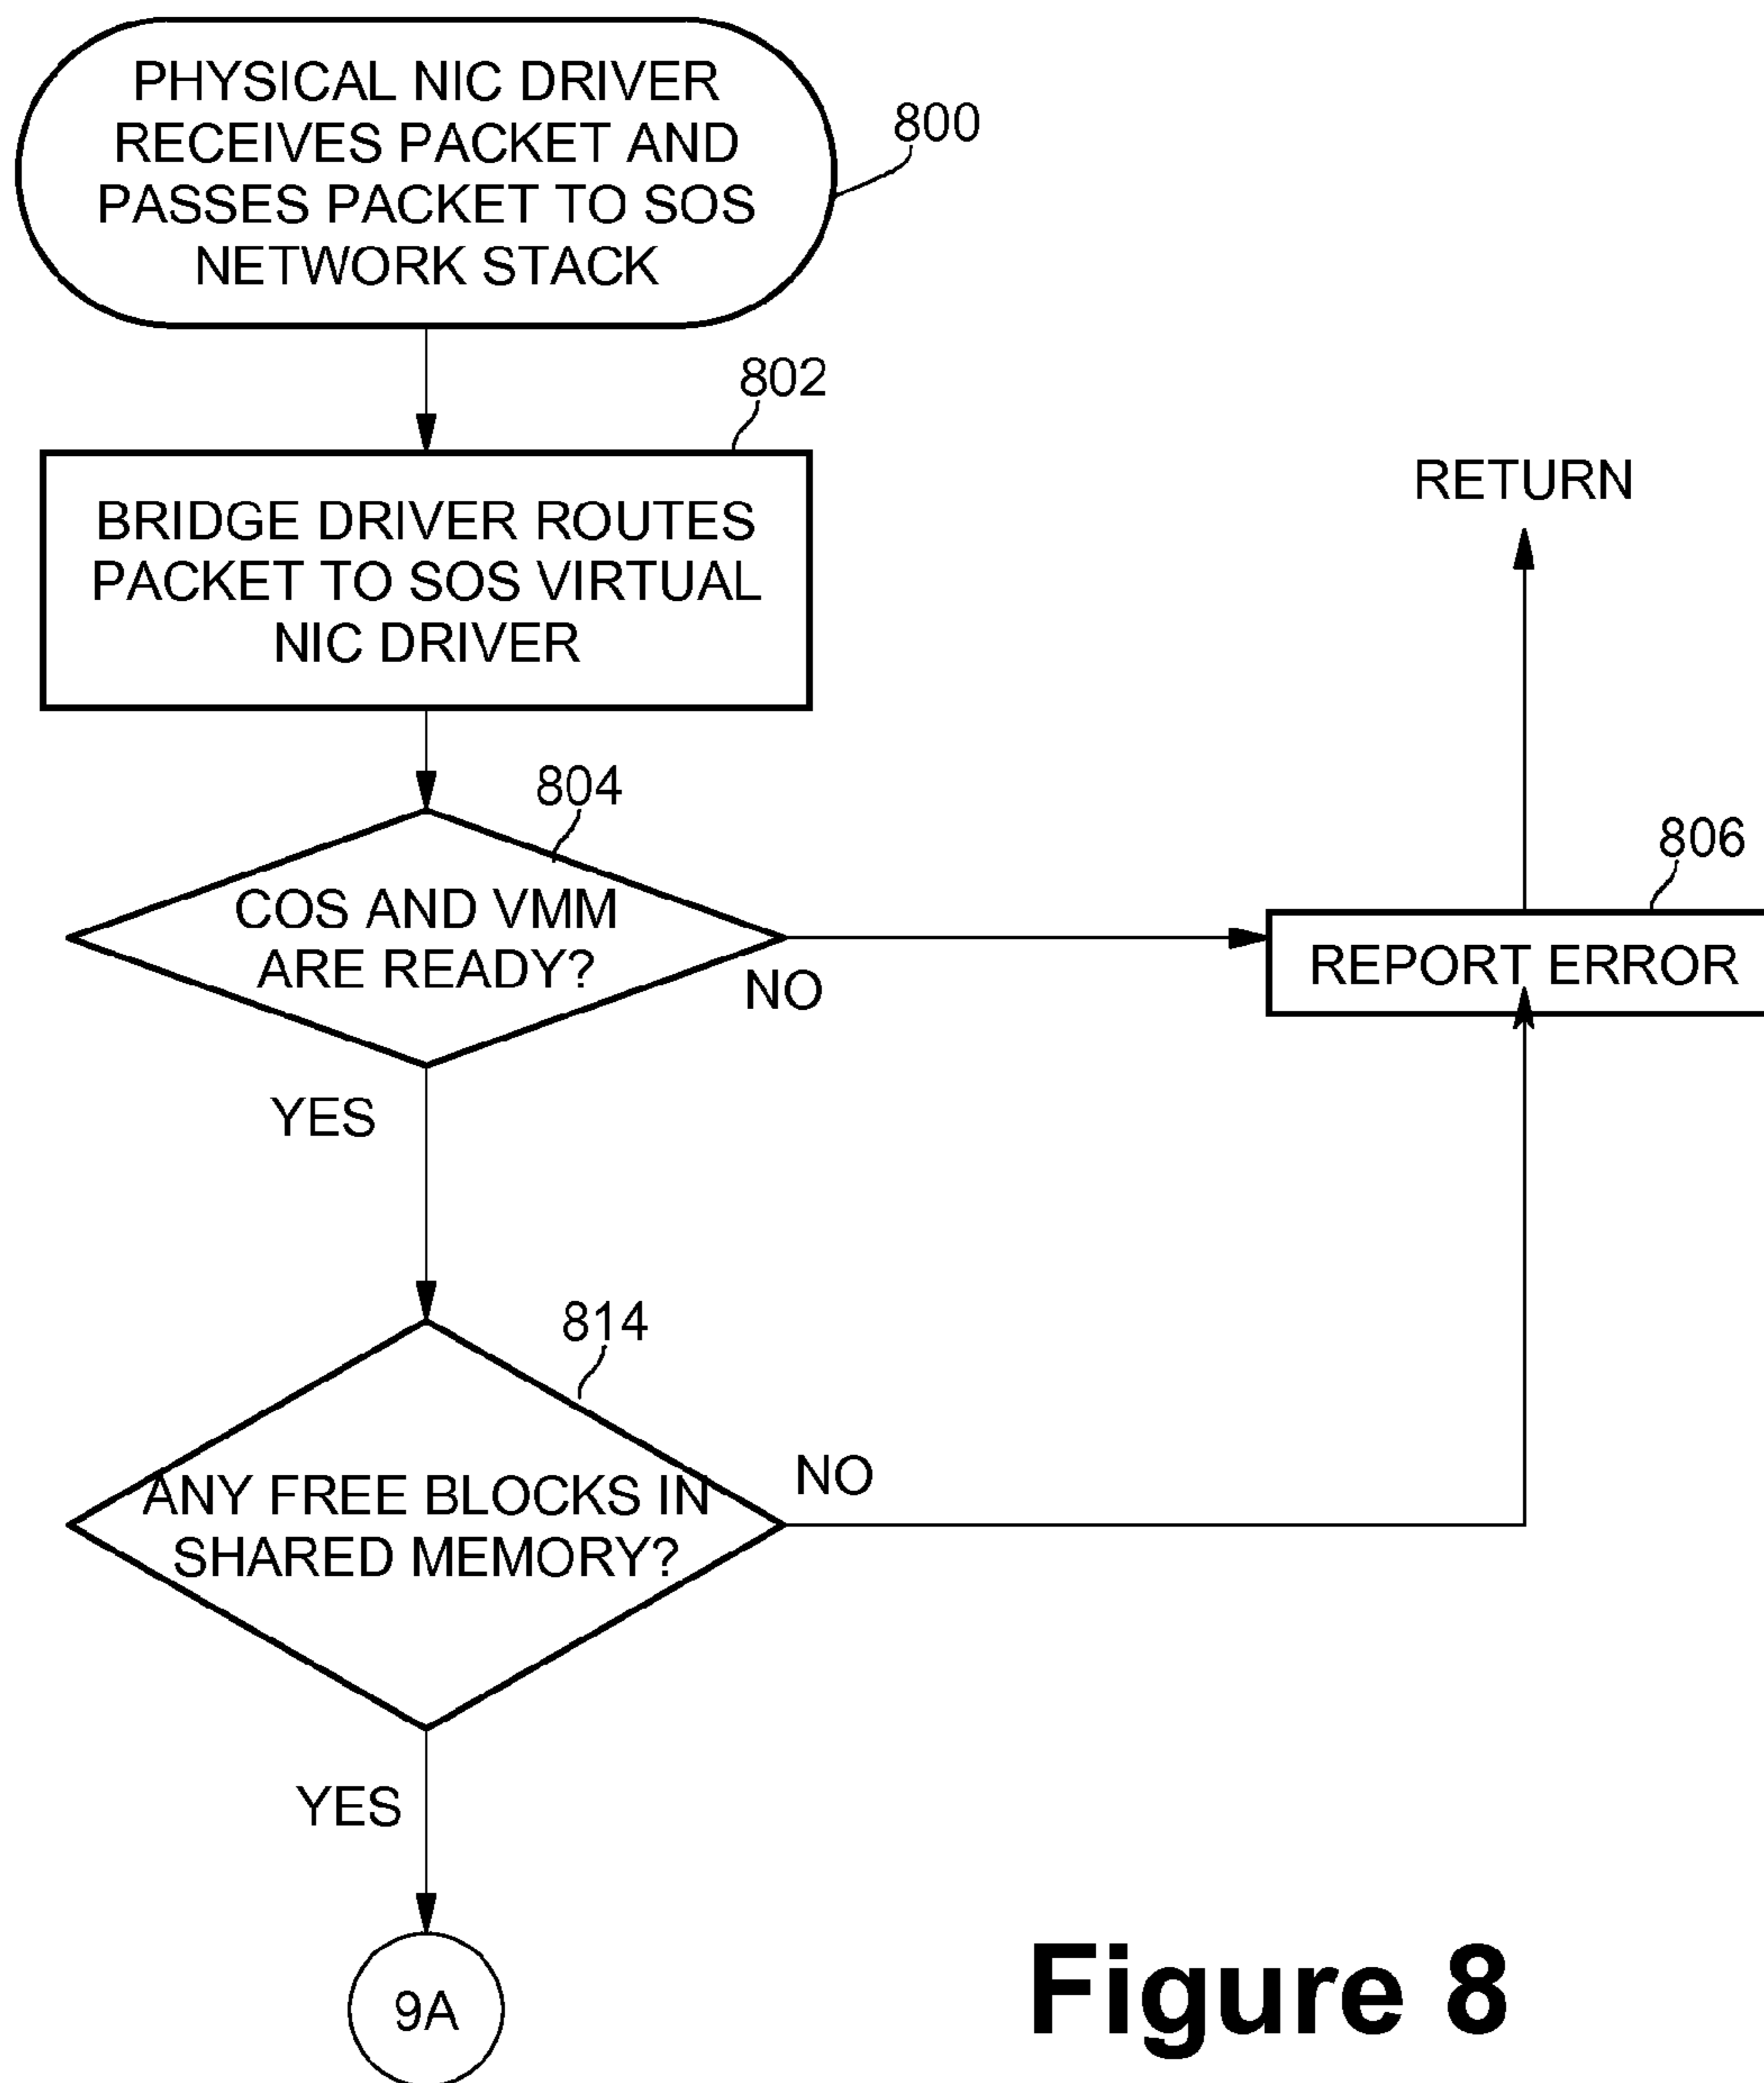 PHYSICAL NIC DRIVER
RECEIVES PACKET AND
PASSES PACKET TO SOS
NETWORK STACK
800
802
BRIDGE DRIVER ROUTES
PACKET TO SOS VIRTUAL
NIC DRIVER
RETURN
804
COS AND VMM
ARE READY?
NO
806
REPORT ERROR
YES
814
ANY FREE BLOCKS IN
SHARED MEMORY?
NO
YES
9A
Figure 8